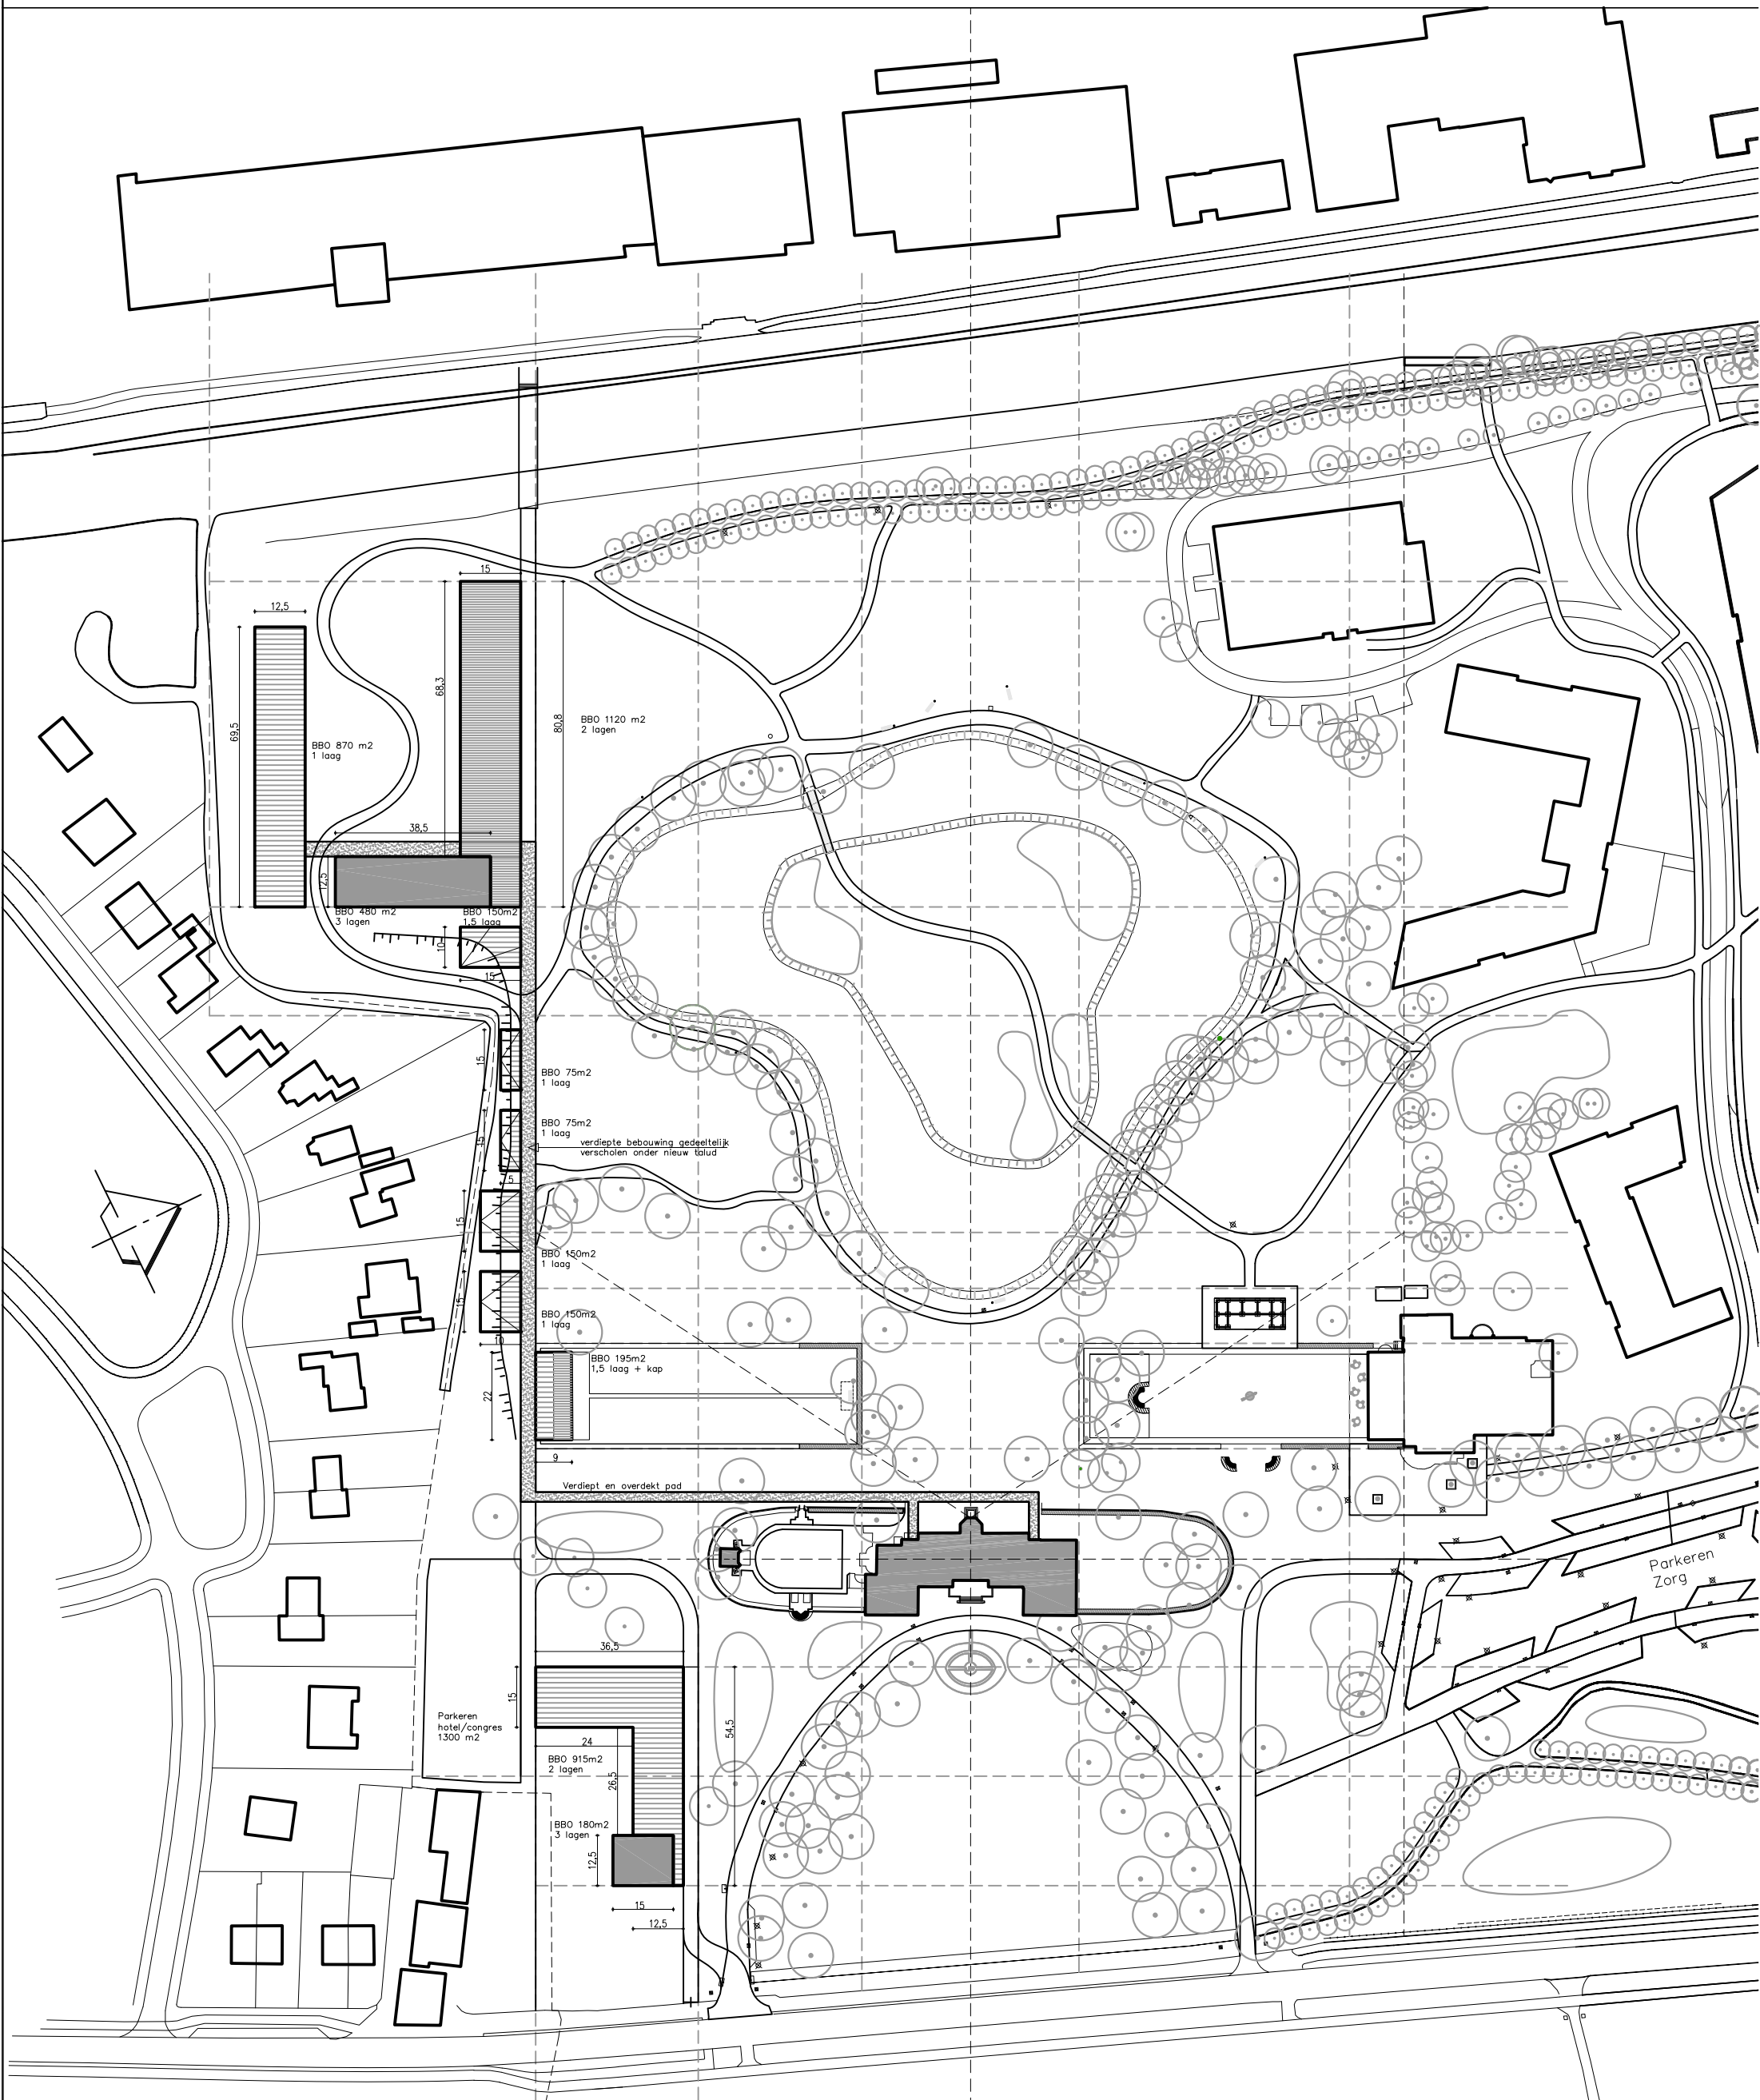 15
12,5
69,5
68,3
80,8
BBO 1120 m2
2 lagen
BBO 870 m2
1 laag
38,5
12,5
BBO 480 m2
3 lagen
BBO 150m2
1,5 laag
10
15
15
BBO 75m2
1 laag
15
BBO 75m2
1 laag
verdiepte bebouwing gedeeltelijk
verscholen onder nieuw talud
5
15
BBO 150m2
1 laag
15
BBO 150m2
1 laag
10
BBO 195m2
1,5 laag + kap
22
9
Verdiept en overdekt pad
Parkeren
Zorg
36,5
15
54,5
Parkeren
hotel/congres
1300 m2
24
BBO 915m2
2 lagen
26,5
BBO 180m2
3 lagen
12,5
15
12,5